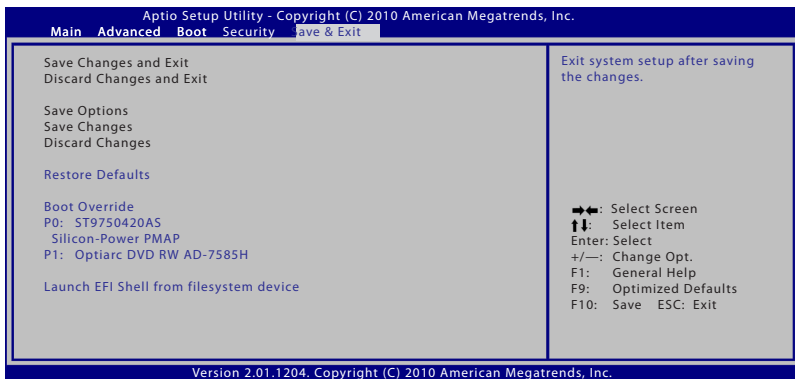 Aptio Setup Utility - Copyright (C) 2010 American Megatrends, Inc.
Main Advanced Boot Security Save & Exit
Save Changes and Exit
Discard Changes and Exit
Save Options
Save Changes
Discard Changes
Restore Defaults
Boot Override
P0: ST9750420AS
Silicon-Power PMAP
P1: Optiarc DVD RW AD-7585H
Launch EFI Shell from filesystem device
Exit system setup after saving
the changes.
→←: Select Screen
↑↓: Select Item
Enter: Select
+/—: Change Opt.
F1: General Help
F9: Optimized Defaults
F10: Save ESC: Exit
Version 2.01.1204. Copyright (C) 2010 American Megatrends, Inc.